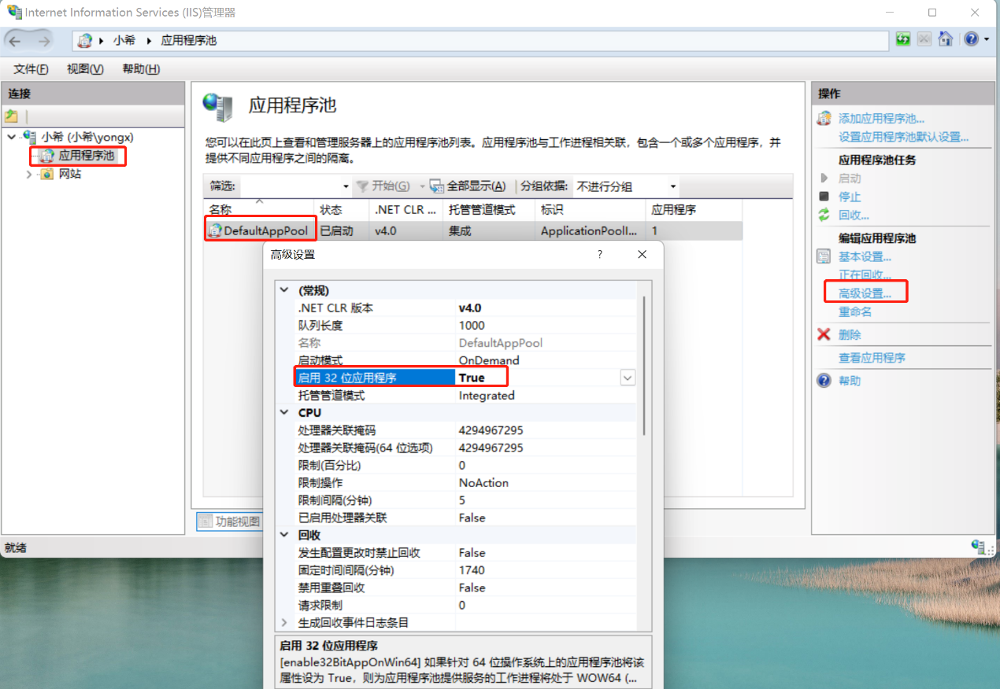 Internet Information Services (IIS)管理器
小希
应用程序池
文件(F)
视图(V)
帮助(H)
连接
小希 (小希\yongx)
应用程序池
网站
应用程序池
您可以在此页上查看和管理服务器上的应用程序池列表。应用程序池与工作进程相关联，包含一个或多个应用程序，并
提供不同应用程序之间的隔离。
筛选:
开始(G)
全部显示(A)
分组依据:
不进行分组
名称
状态
.NET CLR ...
托管管道模式
标识
应用程序
DefaultAppPool
已启动
v4.0
集成
ApplicationPoolI...
1
高级设置
?
(常规)
.NET CLR 版本
v4.0
队列长度
1000
名称
DefaultAppPool
启动模式
OnDemand
启用 32 位应用程序
True
托管管道模式
Integrated
CPU
处理器关联掩码
4294967295
处理器关联掩码(64 位选项)
4294967295
限制(百分比)
0
限制操作
NoAction
限制间隔(分钟)
5
已启用处理器关联
False
回收
发生配置更改时禁止回收
False
固定时间间隔(分钟)
1740
禁用重叠回收
False
请求限制
0
生成回收事件日志条目
启用 32 位应用程序
[enable32BitAppOnWin64] 如果针对 64 位操作系统上的应用程序池将该
属性设为 True，则为应用程序池提供服务的工作进程将处于 WOW64 (...
功能视图
就绪
操作
添加应用程序池...
设置应用程序池默认设置...
应用程序池任务
启动
停止
回收...
编辑应用程序池
基本设置...
正在回收...
高级设置...
重命名
删除
查看应用程序
帮助